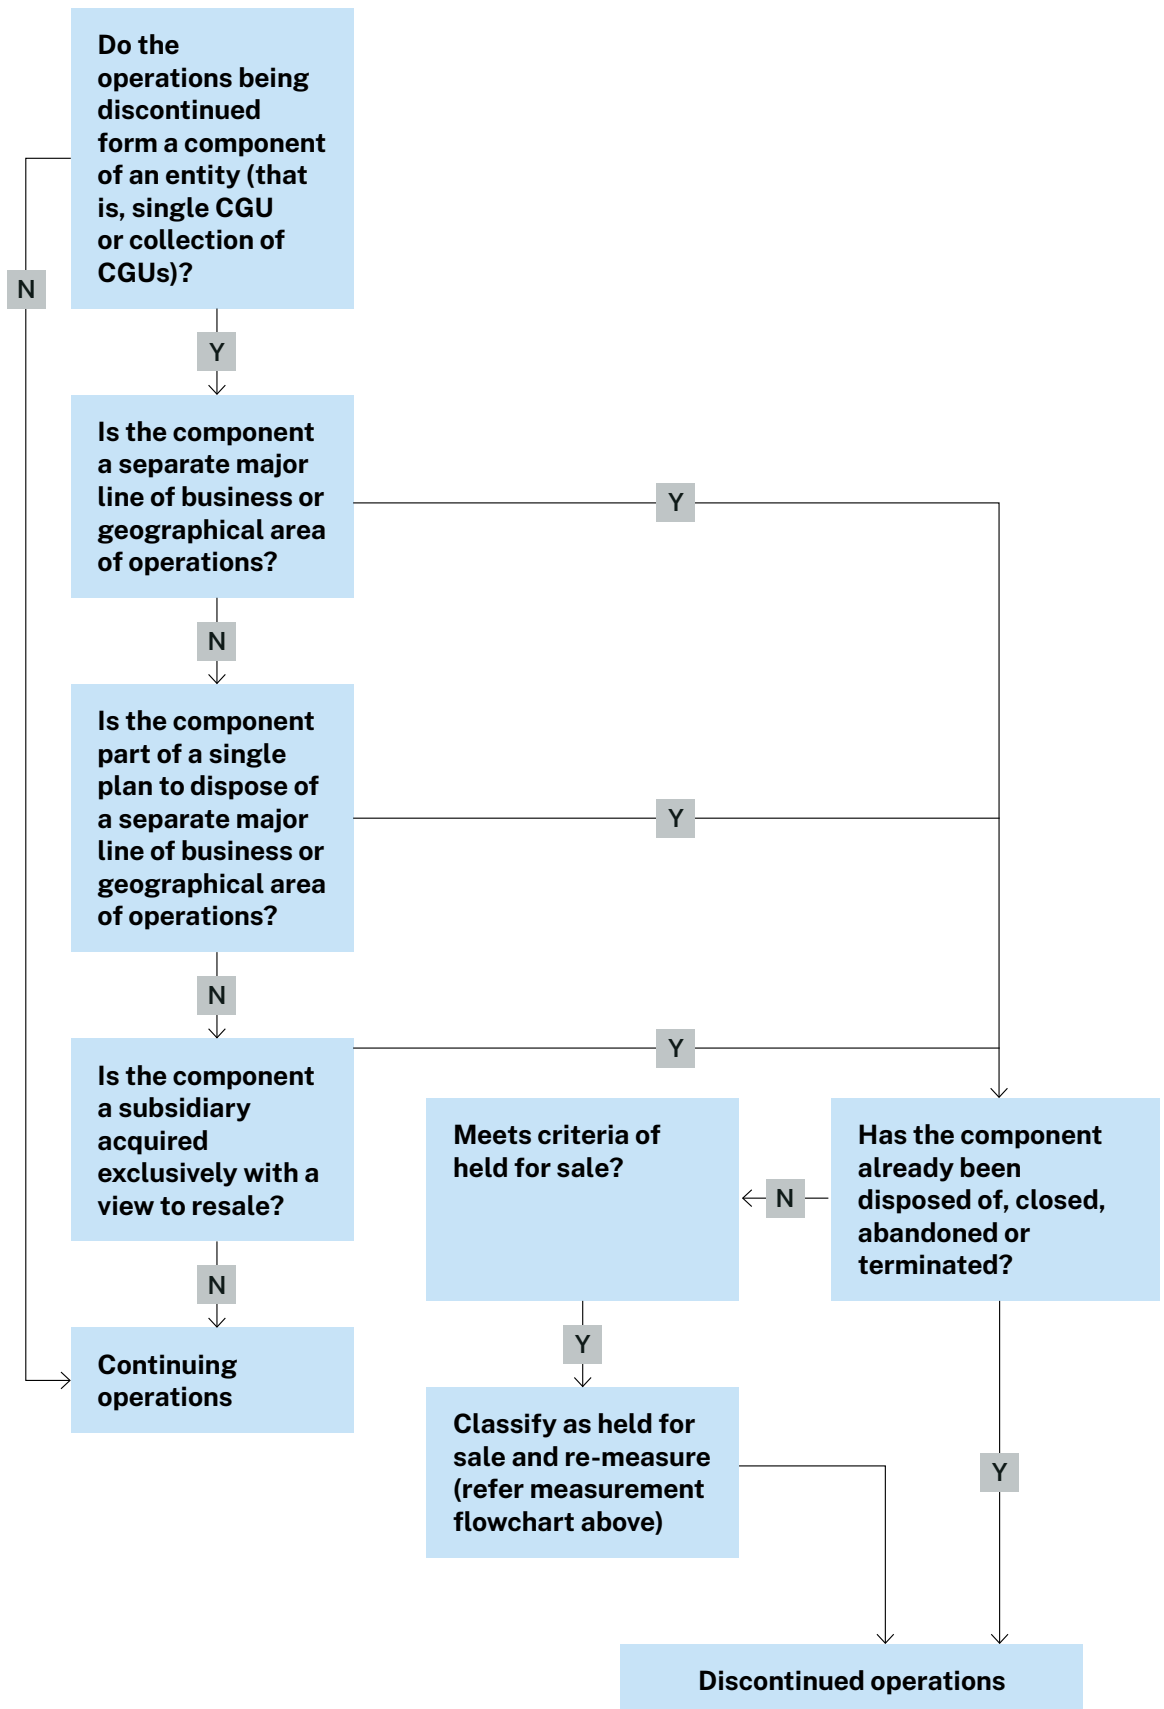 Do the
operations being
discontinued
form a component
of an entity (that
is, single CGU
or collection of
CGUs)?
N
Y
Is the component
a separate major
line of business or
geographical area
of operations?
Y
N
Is the component
part of a single
plan to dispose of
a separate major
line of business or
geographical area
of operations?
Y
N
Is the component
a subsidiary
acquired
exclusively with a
view to resale?
Y
Meets criteria of
held for sale?
N
Has the component
already been
disposed of, closed,
abandoned or
terminated?
N
Continuing
operations
Y
Classify as held for
sale and re-measure
(refer measurement
flowchart above)
Y
Discontinued operations